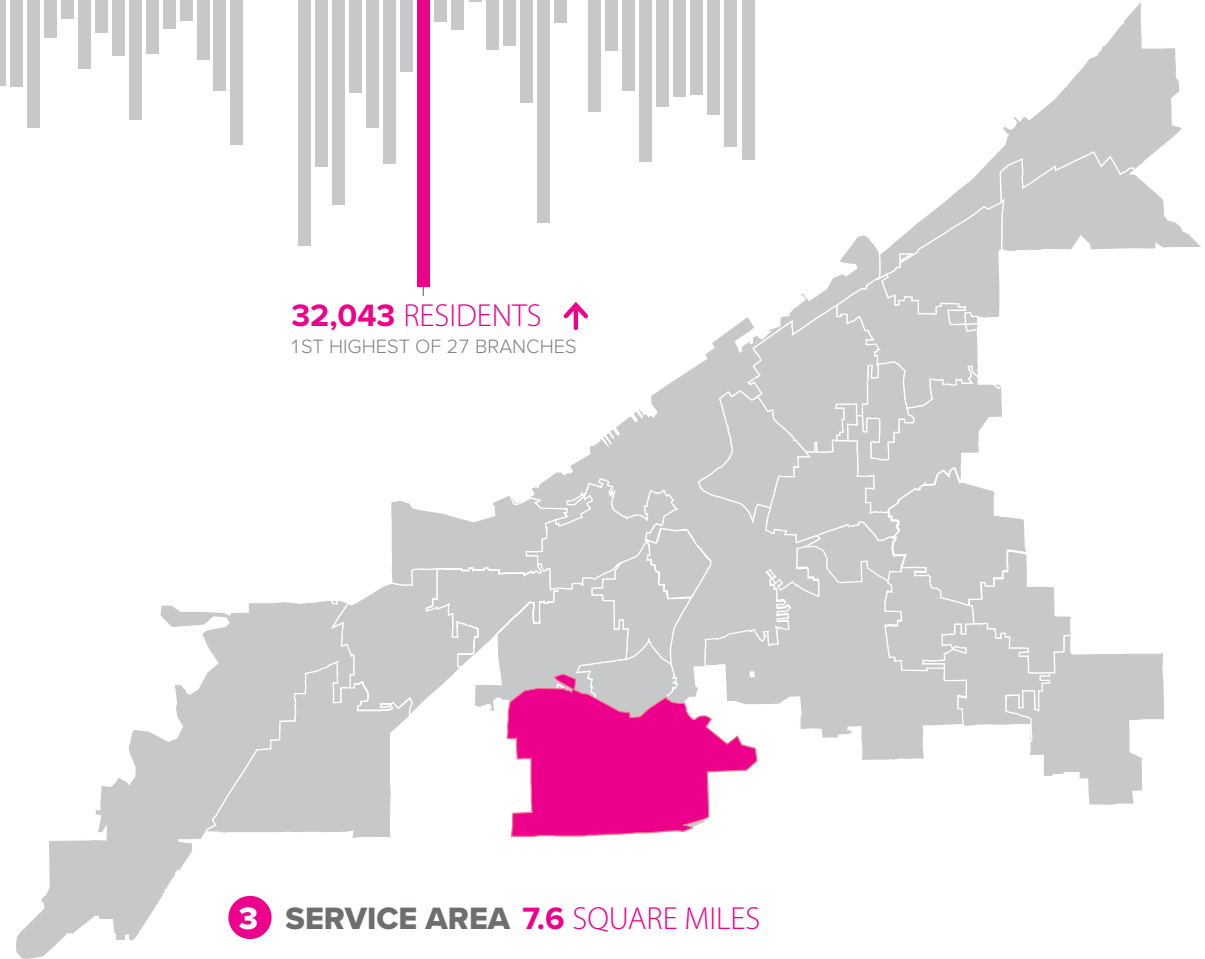 32,043 RESIDENTS
1ST HIGHEST OF 27 BRANCHES
3 SERVICE AREA 7.6 SQUARE MILES